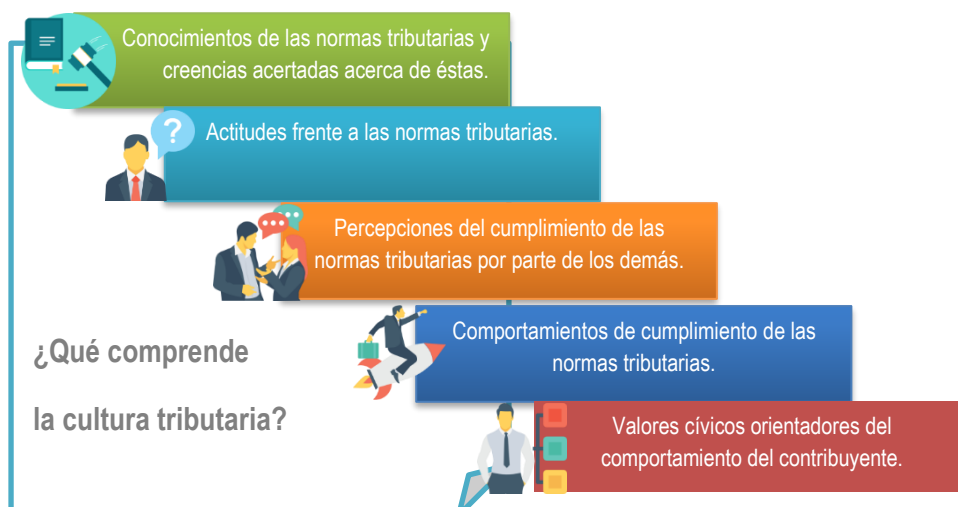 Conocimientos de las normas tributarias y
creencias acertadas acerca de éstas.
?
Actitudes frente a las normas tributarias.
Percepciones del cumplimiento de las
normas tributarias por parte de los demás.
¿Qué comprende
la cultura tributaria?
Comportamientos de cumplimiento de las
normas tributarias.
Valores cívicos orientadores del
comportamiento del contribuyente.